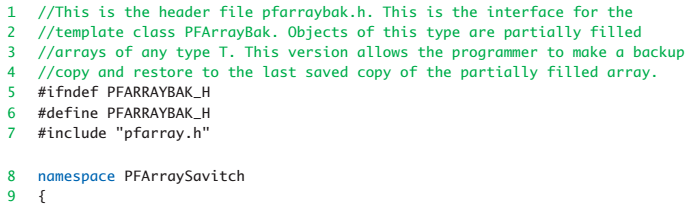 1 //This is the header file pfarraybak.h. This is the interface for the
2 //template class PFArrayBak. Objects of this type are partially filled
3 //arrays of any type T. This version allows the programmer to make a backup
4 //copy and restore to the last saved copy of the partially filled array.
5 #ifndef PFARRAYBAK_H
6 #define PFARRAYBAK_H
7 #include "pfarray.h"
8 namespace PFArraySavitch
9 {